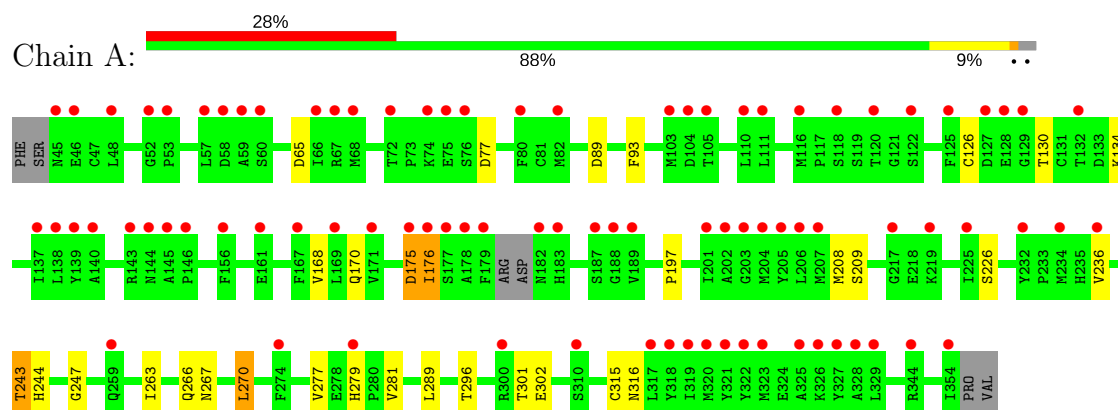 28%
Chain A:
88% 9% • •
PHE SER N45 E46 C47 L48 G52 P53 L57 D58 A59 S60 D65 I66 R67 M68 T72 P73 K74 E75 S76 D77 F80 C81 M82 D89 F93 M103 D104 T105 L110 L111 M116 P117 S118 S119 T120 G121 S122 F125 C126 D127 E128 G129 T130 C131 T132 D133 K134
I137 L138 Y139 A140 R143 N144 A145 P146 F156 E161 F167 V168 L169 Q170 V171 D175 I176 S177 A178 F179 ARG ASP N182 H183 S187 G188 V189 P197 I201 A202 G203 M204 Y205 L206 M207 M208 S209 G217 E218 K219 I225 S226 Y232 P233 M234 H235 V236
T243 H244 G247 Q259 I263 Q266 N267 L270 F274 V277 E278 H279 P280 V281 L289 T296 R300 T301 E302 S310 C315 N316 L317 Y318 I319 M320 Y321 Y322 M323 E324 A325 K326 Y327 A328 L329 R344 I354 PRO VAL